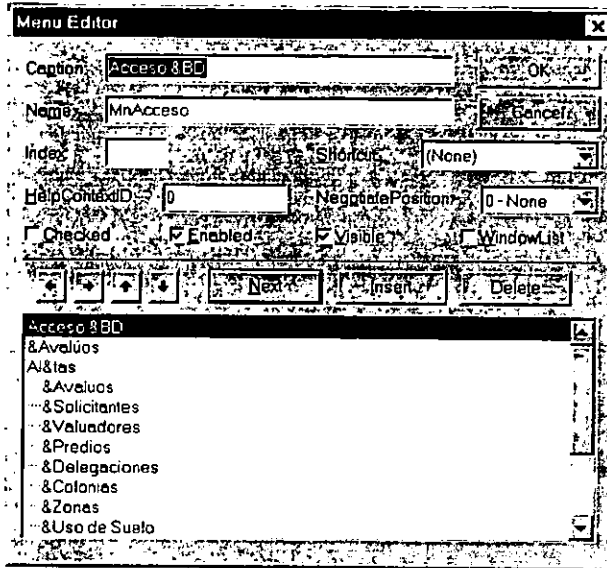 Menu Editor
Caption: Acceso &BD OK
Name: MnAcceso Cancel
Index: Shortcut: (None)
HelpContextID: 0 NegotiatePosition: 0 - None
Checked Enabled Visible WindowList
Next Insert Delete
Acceso &BD
&Avalúos
Al&tas
&Avaluos
···&Solicitantes
···&Valuadores
···&Predios
···&Delegaciones
···&Colonias
···&Zonas
···&Uso de Suelo